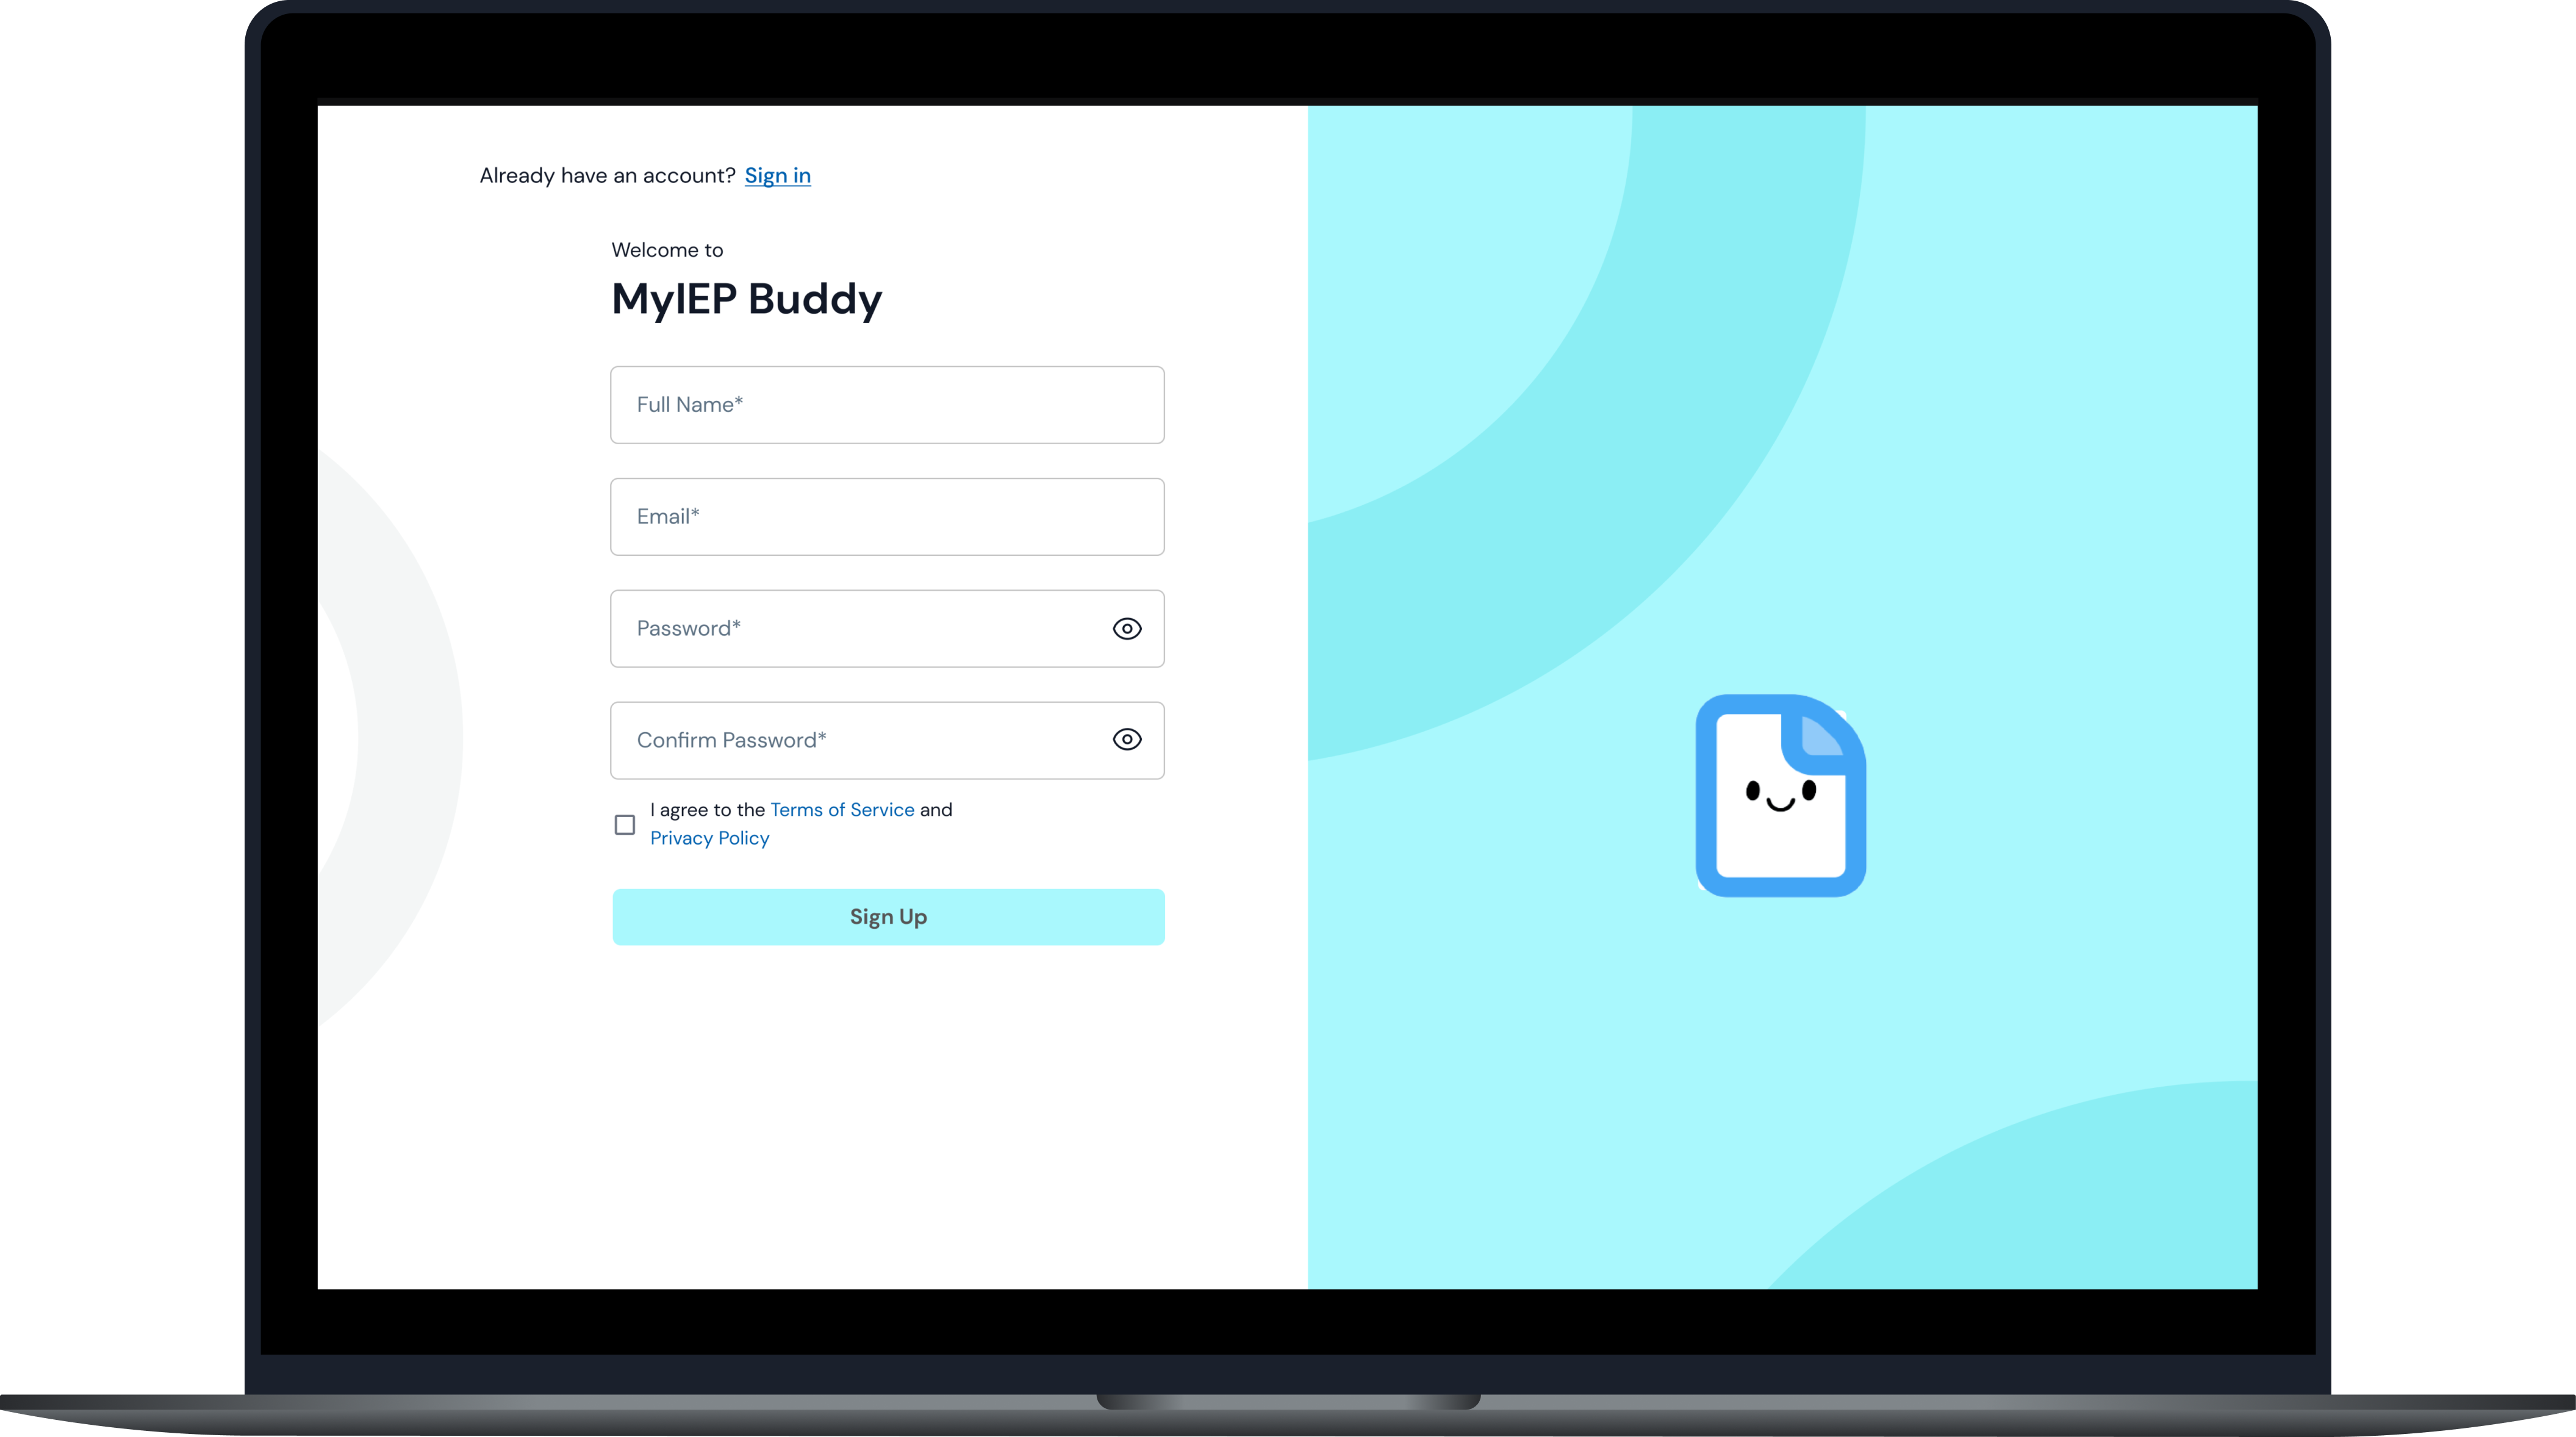 Already have an account? Sign in
Welcome to
MyIEP Buddy
Full Name*
Email*
Password*
Confirm Password*
I agree to the Terms of Service and
Privacy Policy
Sign Up